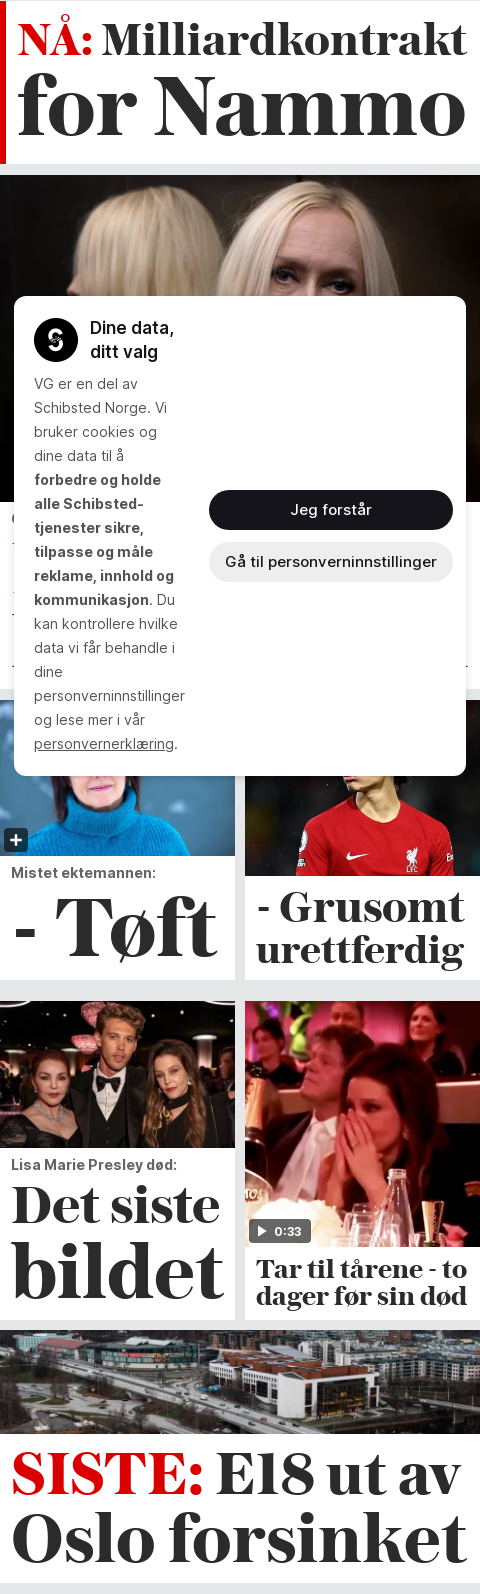 NÅ: Milliardkontrakt
for Nammo
Dine data,
ditt valg
VG er en del av
Schibsted Norge. Vi
bruker cookies og
dine data til å
forbedre og holde
alle Schibsted-
tjenester sikre,
tilpasse og måle
reklame, innhold og
kommunikasjon. Du
kan kontrollere hvilke
data vi får behandle i
dine
personverninnstillinger
og lese mer i vår
personvernerklæring.
Jeg forstår
Gå til personverninnstillinger
Mistet ektemannen:
- Tøft
LFC
- Grusomt
urettferdig
Lisa Marie Presley død:
Det siste
bildet
0:33
Tar til tårene - to
dager før sin død
SISTE: E18 ut av
Oslo forsinket